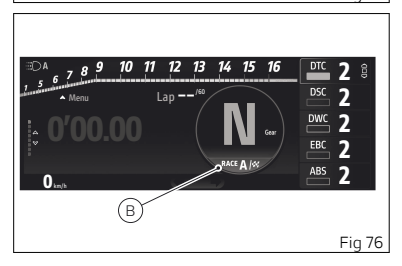 A
1 5 6 7 8 9 10 11 12 13 14 15 16
Menu
Lap -- /60
0'00.00
N Gear
RACE A /
0 km/h
DTC 2
DSC 2
DWC 2
EBC 2
ABS 2
B
Fig 76